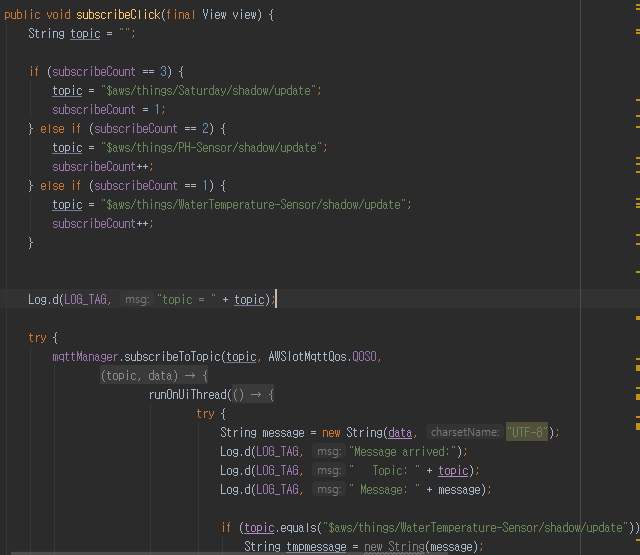 public void subscribeClick(final View view) {
String topic = "";
if (subscribeCount == 3) {
topic = "$aws/things/Saturday/shadow/update";
subscribeCount = 1;
} else if (subscribeCount == 2) {
topic = "$aws/things/PH-Sensor/shadow/update";
subscribeCount++;
} else if (subscribeCount == 1) {
topic = "$aws/things/WaterTemperature-Sensor/shadow/update";
subscribeCount++;
}
Log.d(LOG_TAG, msg: "topic = " + topic);
try {
mqttManager.subscribeToTopic(topic, AWSIotMqttQos.QOS0,
(topic, data) → {
runOnUiThread(() → {
try {
String message = new String(data, charsetName: "UTF-8");
Log.d(LOG_TAG, msg: "Message arrived:");
Log.d(LOG_TAG, msg: "   Topic: " + topic);
Log.d(LOG_TAG, msg: " Message: " + message);
if (topic.equals("$aws/things/WaterTemperature-Sensor/shadow/update"))
String tmpmessage = new String(message);